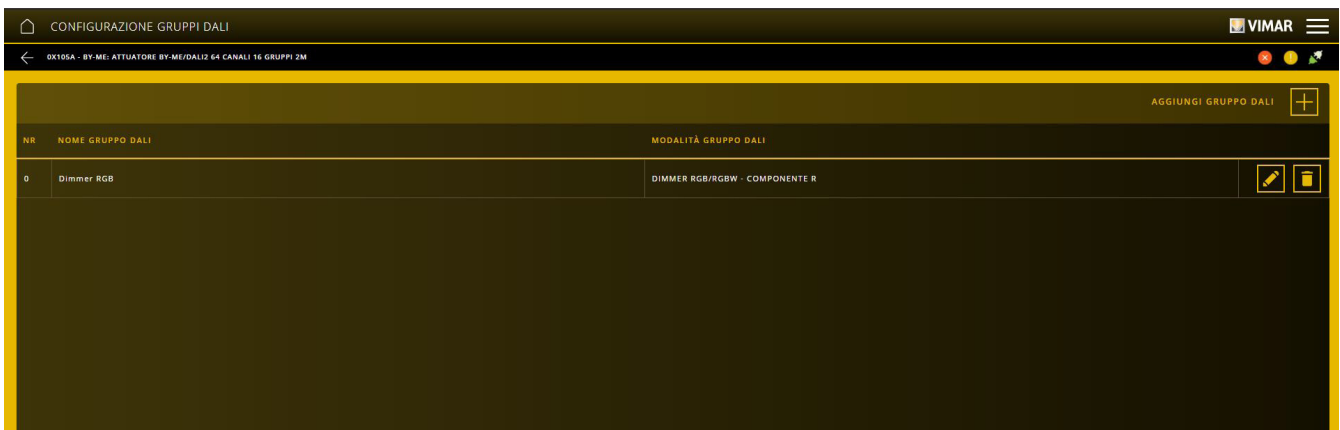 CONFIGURAZIONE GRUPPI DALI
VIMAR
0X105A - BY-ME: ATTUATORE BY-ME/DALI2 64 CANALI 16 GRUPPI 2M
AGGIUNGI GRUPPO DALI
NR NOME GRUPPO DALI MODALITÀ GRUPPO DALI
0 Dimmer RGB DIMMER RGB/RGBW - COMPONENTE R